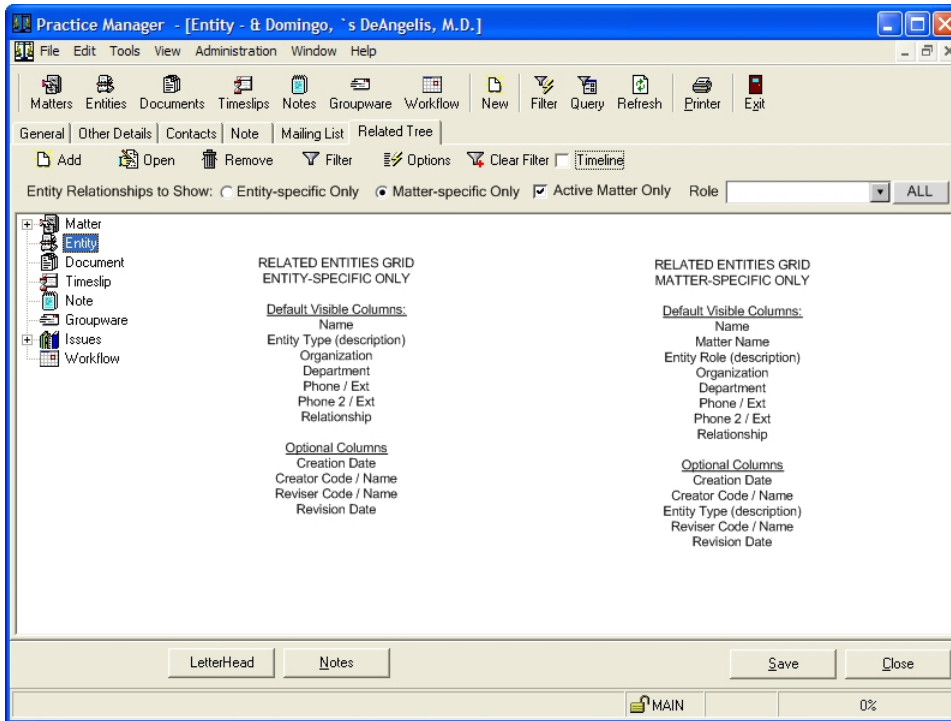 Practice Manager - [Entity - & Domingo, `s DeAngelis, M.D.]
File Edit Tools View Administration Window Help
Matters Entities Documents Timeslips Notes Groupware Workflow New Filter Query Refresh Printer Exit
General Other Details Contacts Note Mailing List Related Tree
Add Open Remove Filter Options Clear Filter Timeline
Entity Relationships to Show: Entity-specific Only Matter-specific Only Active Matter Only Role ALL
Matter
Entity
Document
Timeslip
Note
Groupware
Issues
Workflow
RELATED ENTITIES GRID
ENTITY-SPECIFIC ONLY
Default Visible Columns:
Name
Entity Type (description)
Organization
Department
Phone / Ext
Phone 2 / Ext
Relationship
Optional Columns
Creation Date
Creator Code / Name
Reviser Code / Name
Revision Date
RELATED ENTITIES GRID
MATTER-SPECIFIC ONLY
Default Visible Columns:
Name
Matter Name
Entity Role (description)
Organization
Department
Phone / Ext
Phone 2 / Ext
Relationship
Optional Columns
Creation Date
Creator Code / Name
Entity Type (description)
Reviser Code / Name
Revision Date
LetterHead Notes Save Close
MAIN 0%